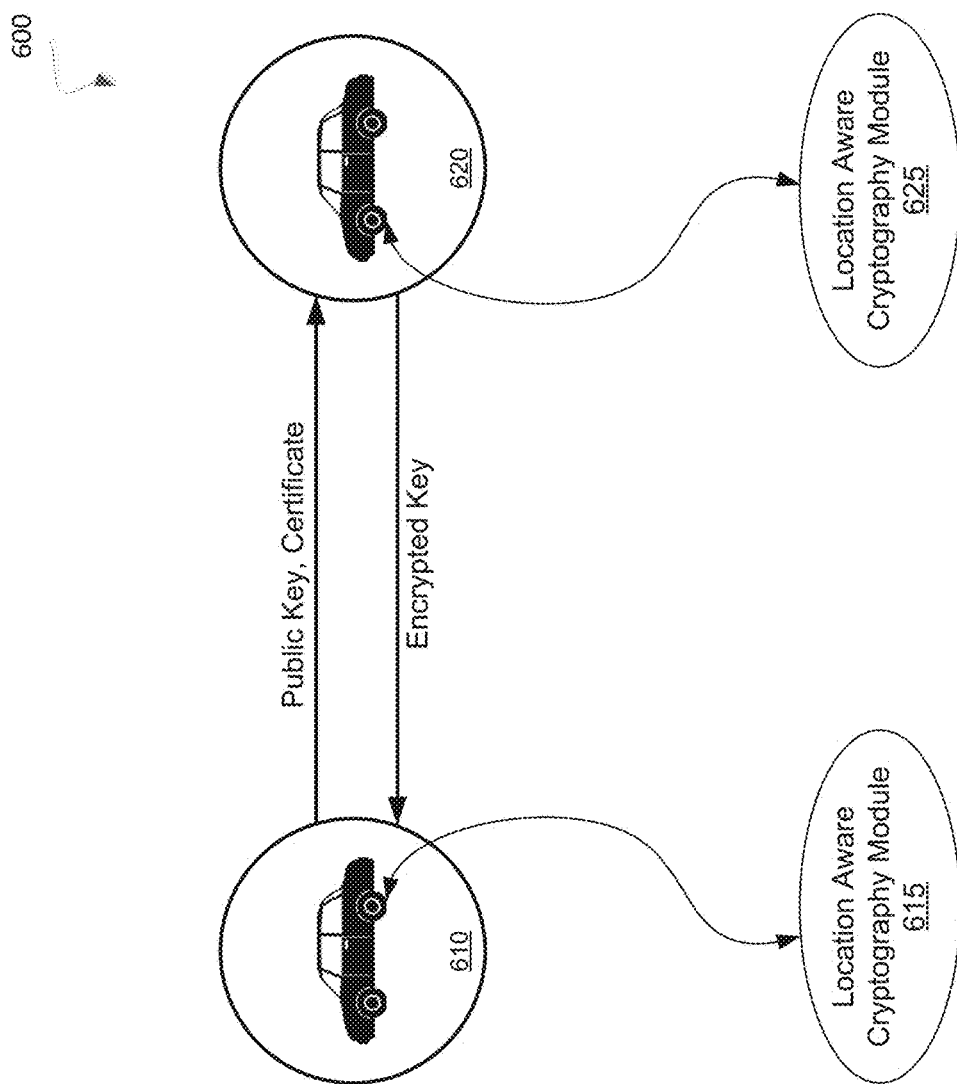 600
Public Key, Certificate
Encrypted Key
610
620
Location Aware
Cryptography Module
615
Location Aware
Cryptography Module
625